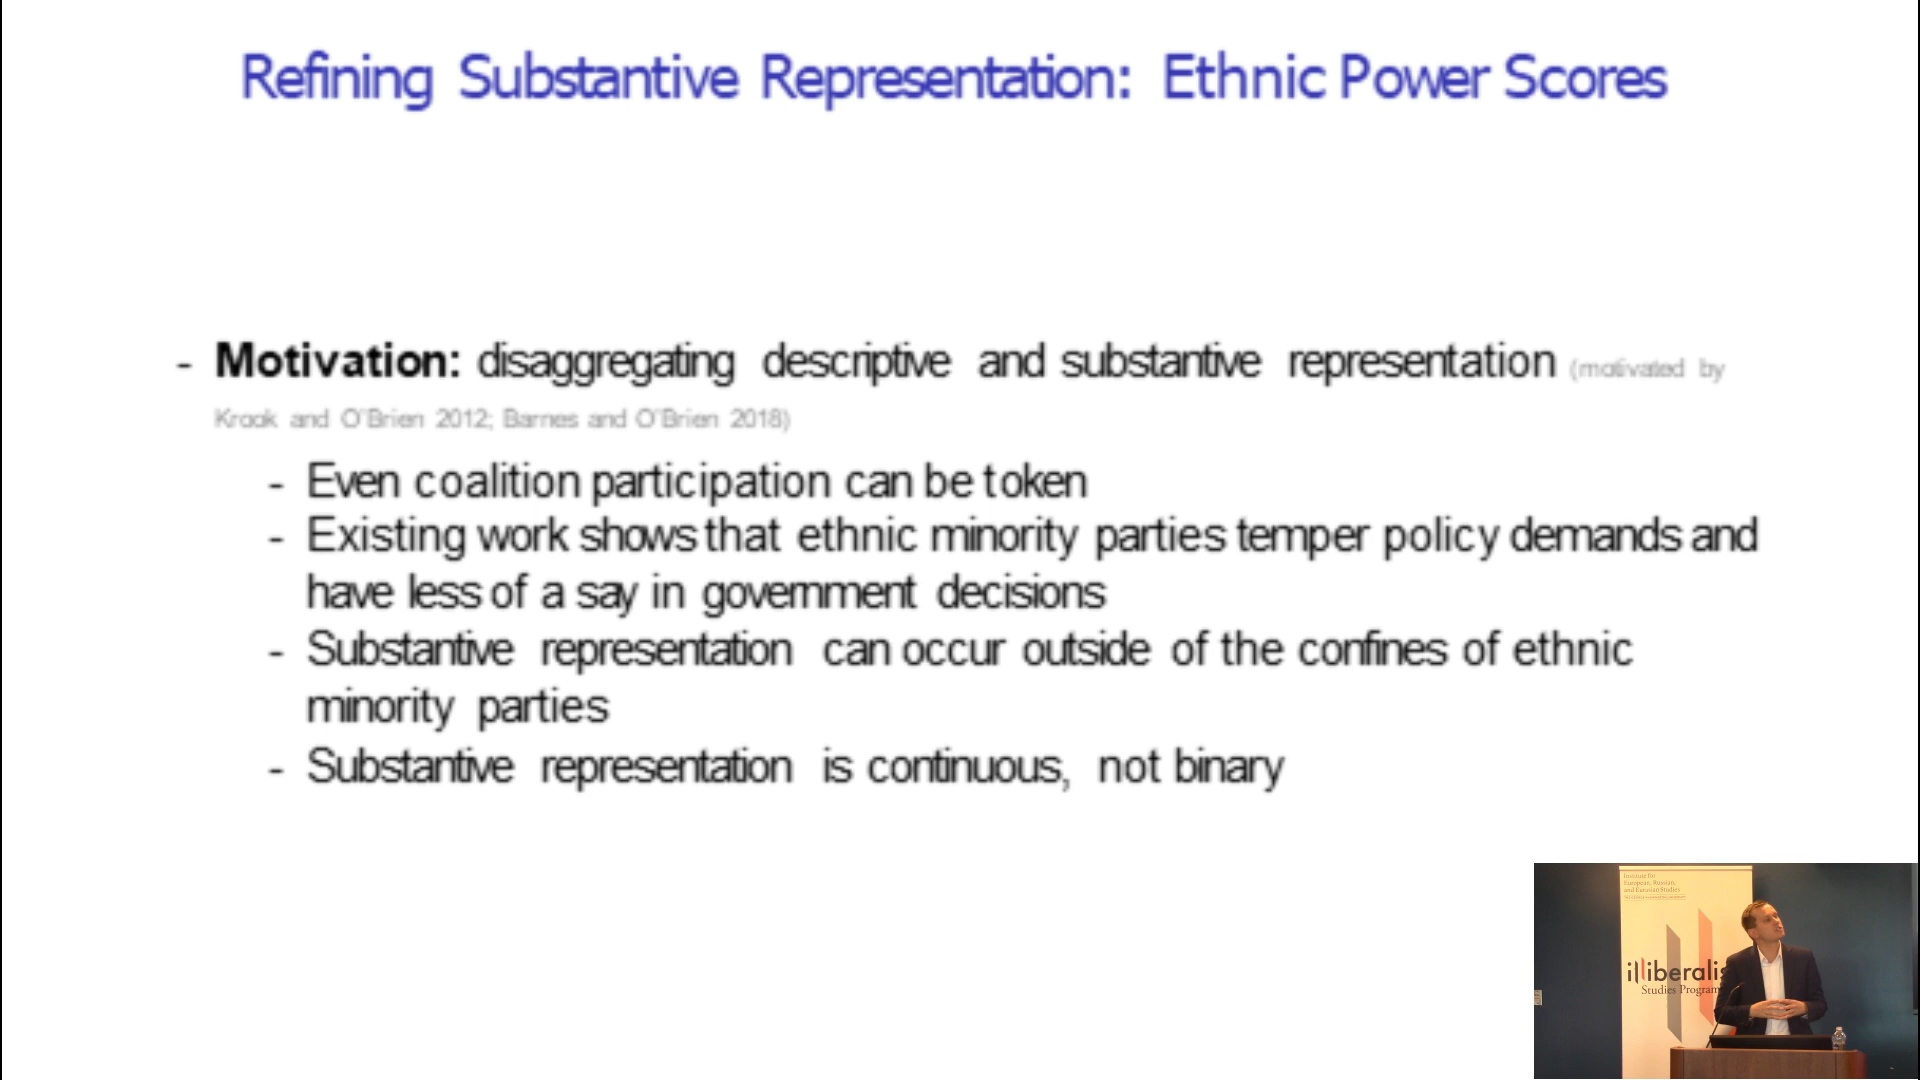 Refining Substantive Representation: Ethnic Power Scores
- Motivation: disaggregating descriptive and substantive representation (motivated by
Krook and O'Brien 2012; Barnes and O'Brien 2018)
- Even coalition participation can be token
- Existing work shows that ethnic minority parties temper policy demands and
have less of a say in government decisions
- Substantive representation can occur outside of the confines of ethnic
minority parties
- Substantive representation is continuous, not binary
Institute for
European, Russian,
and Eurasian Studies
illiberalis
Studies Program